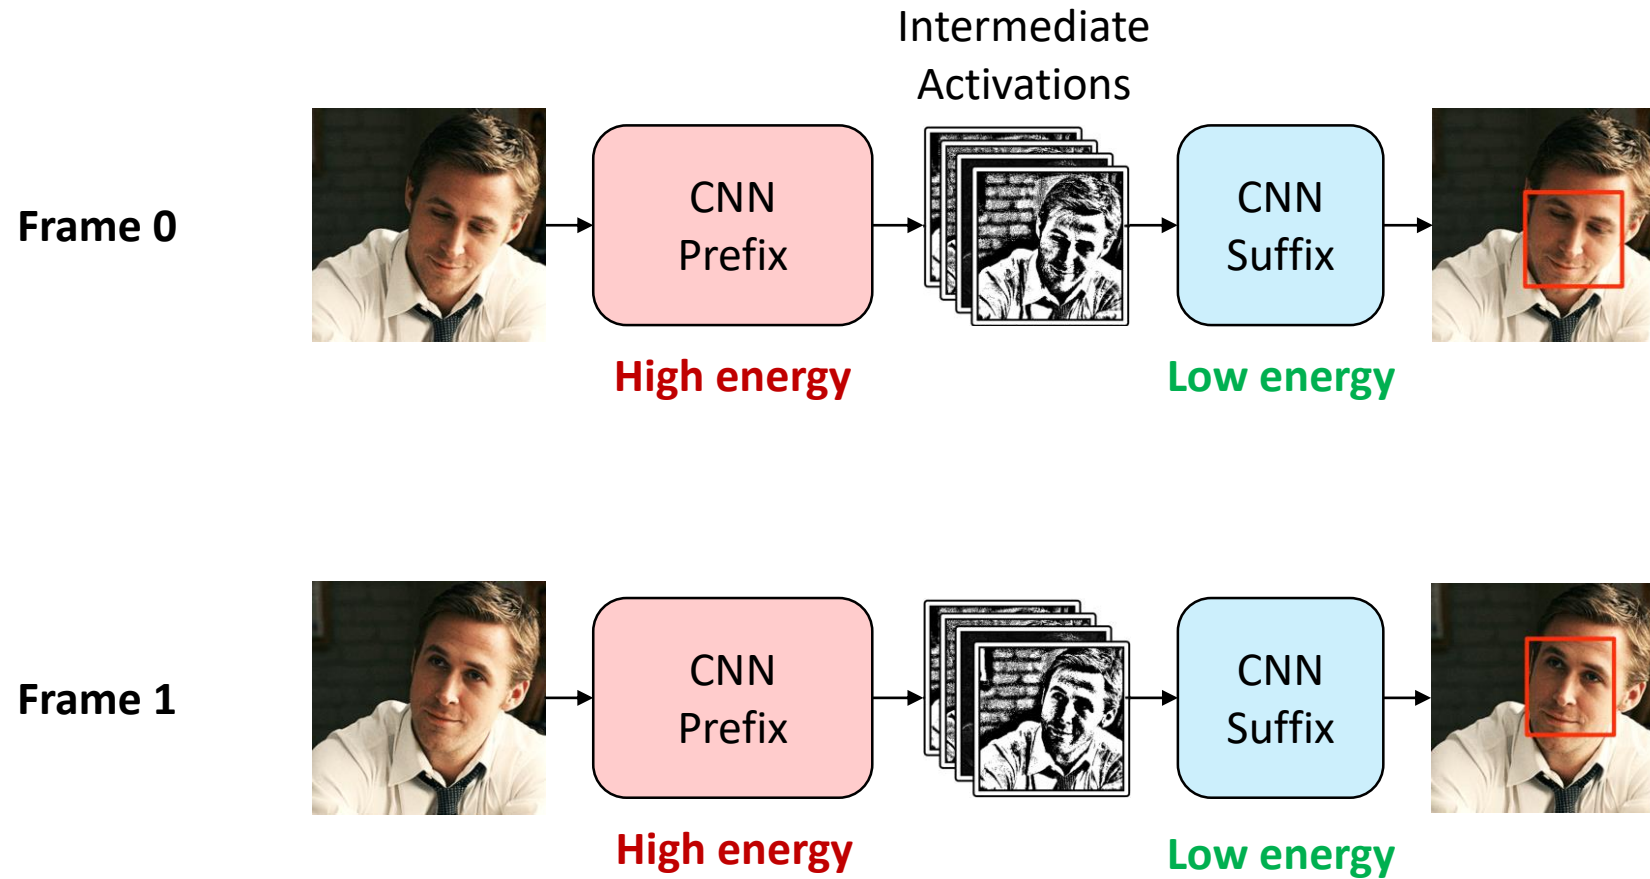 Intermediate
Activations
Frame 0
CNN
Prefix
CNN
Suffix
High energy
Low energy
Frame 1
CNN
Prefix
CNN
Suffix
High energy
Low energy